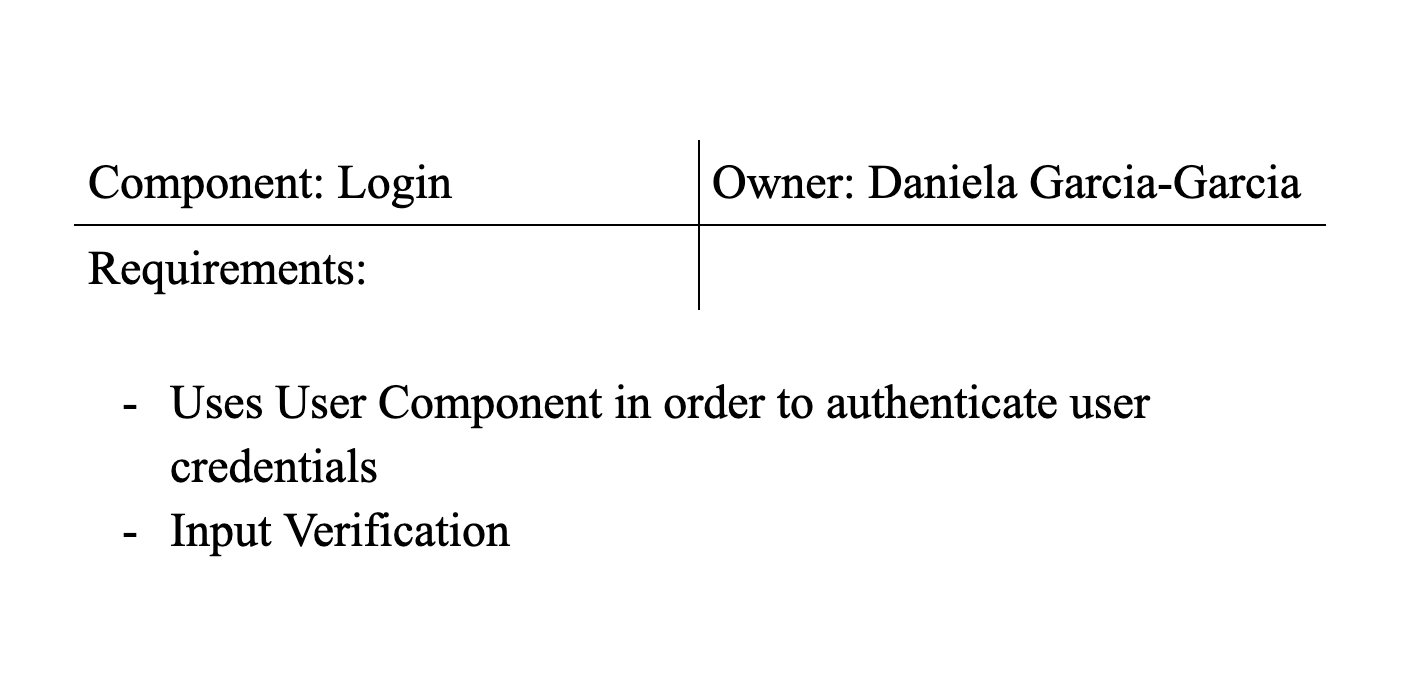 Component: Login
Owner: Daniela Garcia-Garcia
Requirements:
- Uses User Component in order to authenticate user
credentials
- Input Verification